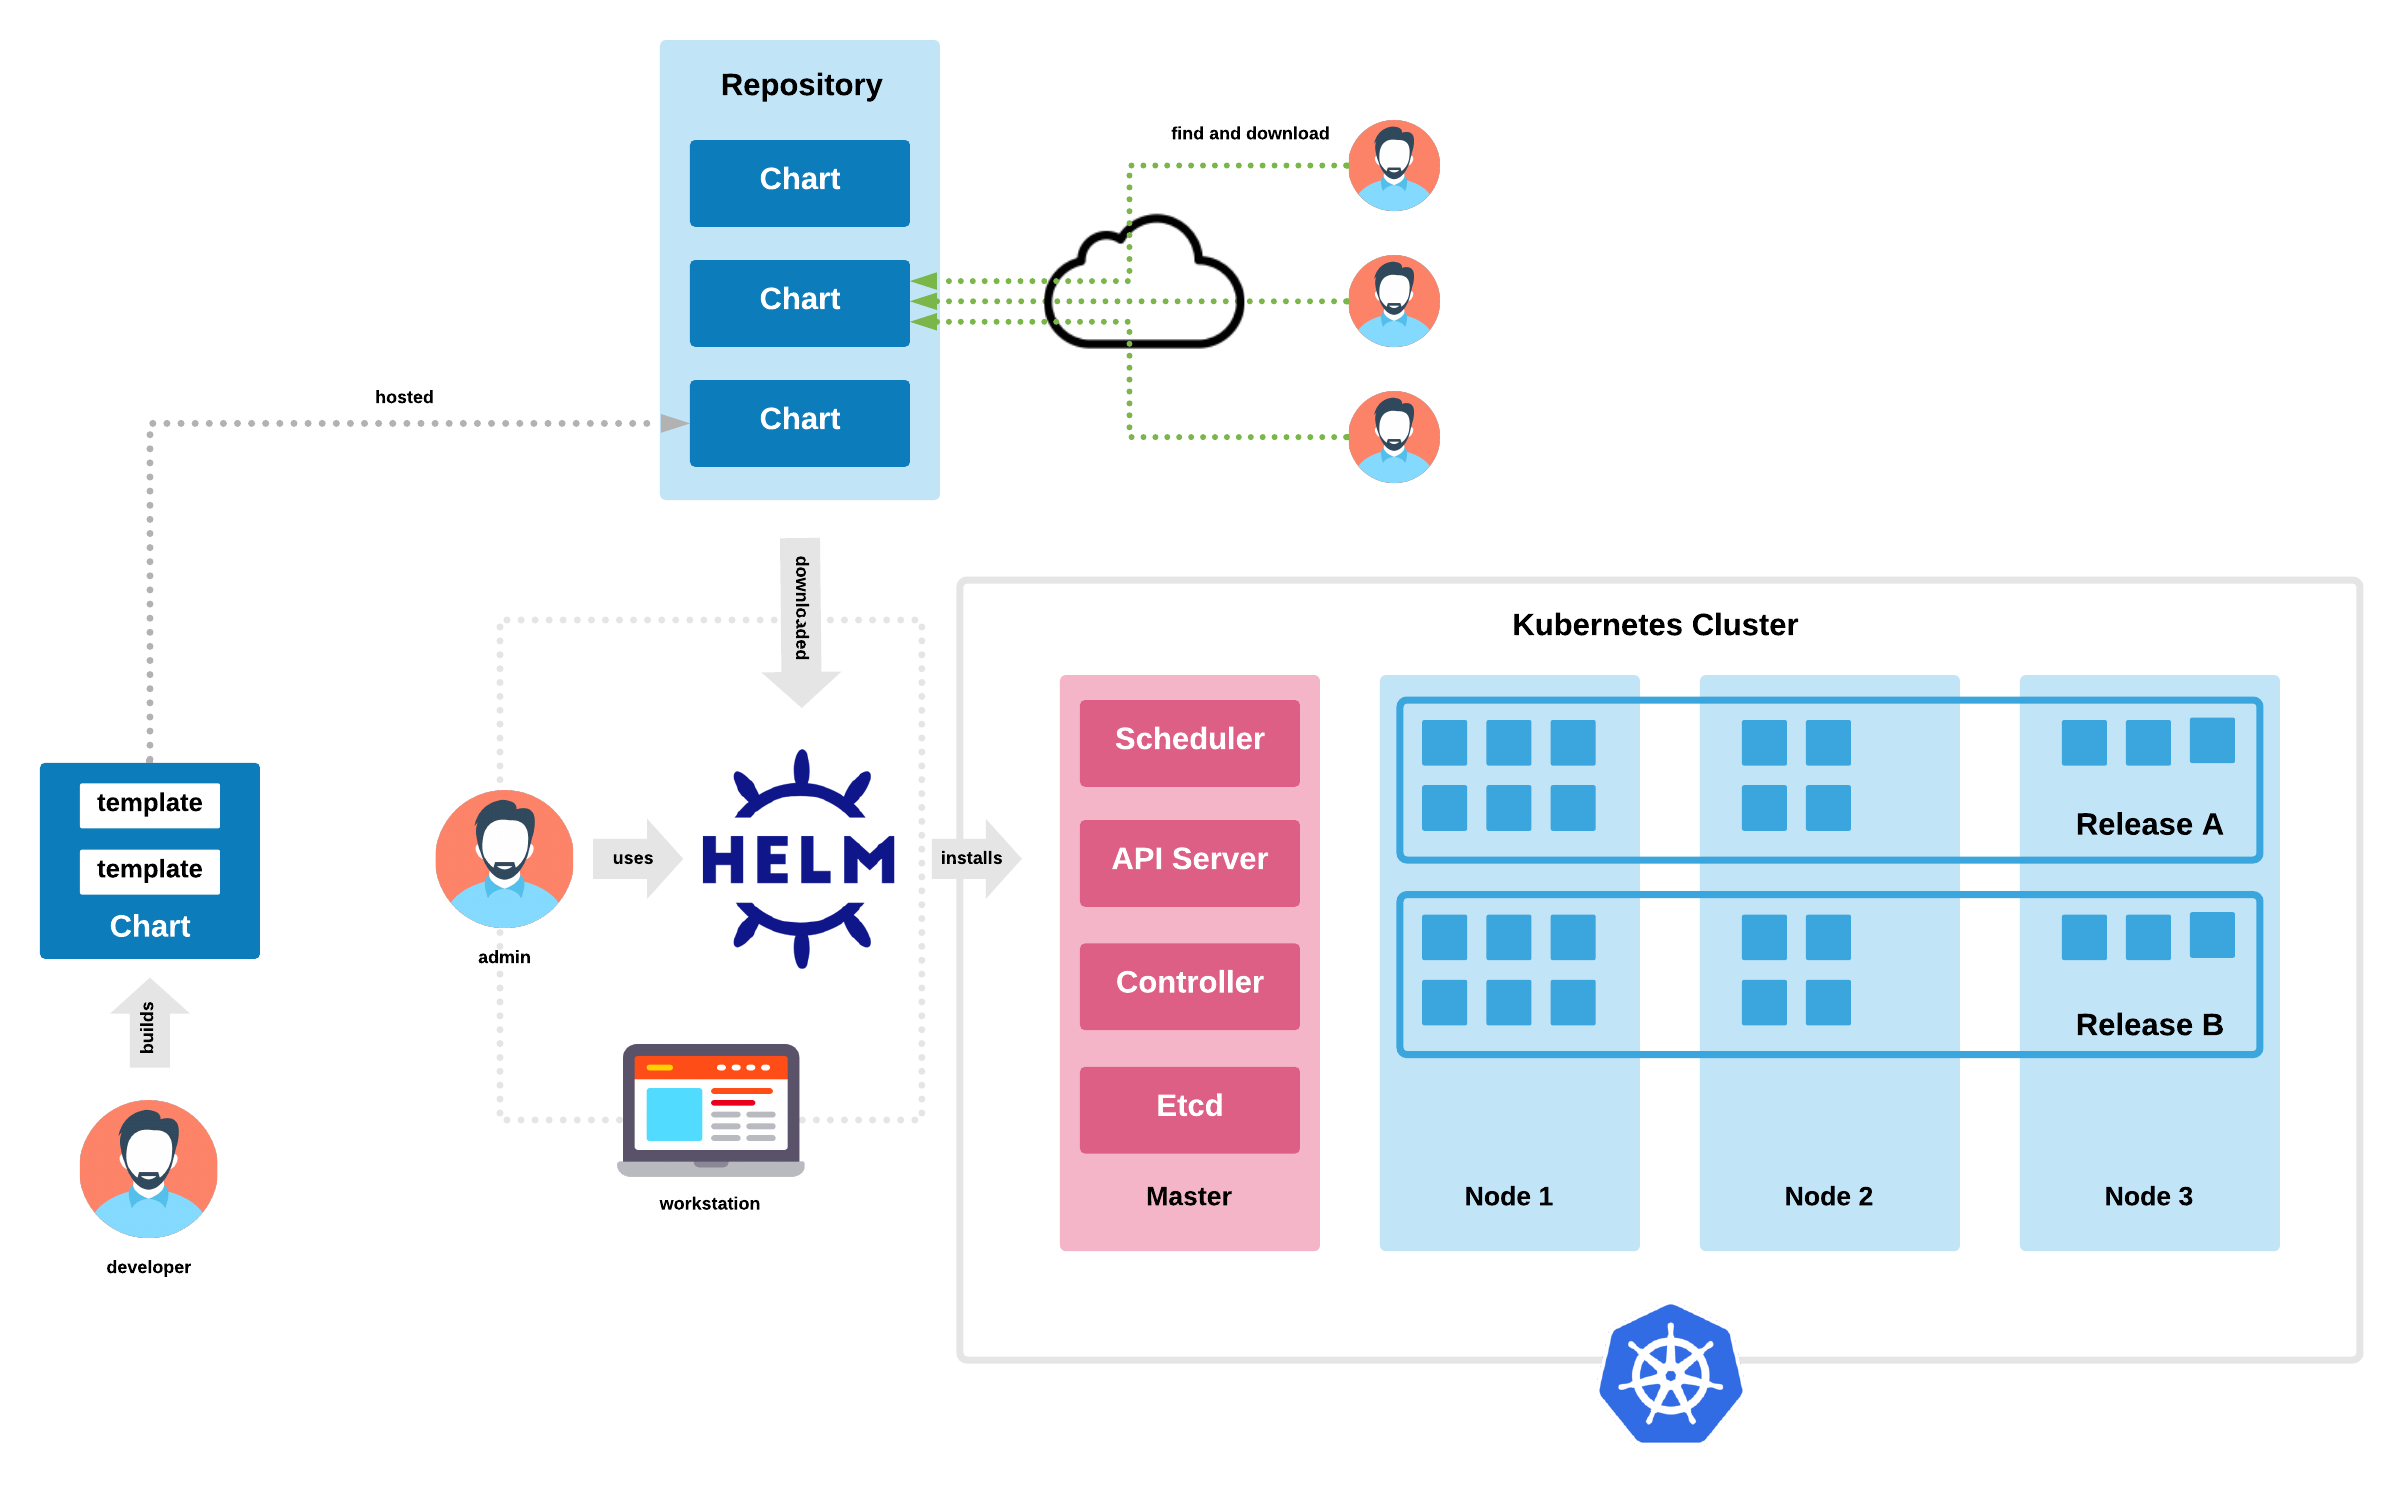 Repository
Chart
Chart
Chart
find and download
hosted
downloaded
template
template
Chart
builds
developer
admin
uses
HELM
installs
workstation
Kubernetes Cluster
Scheduler
API Server
Controller
Etcd
Master
Release A
Release B
Node 1
Node 2
Node 3